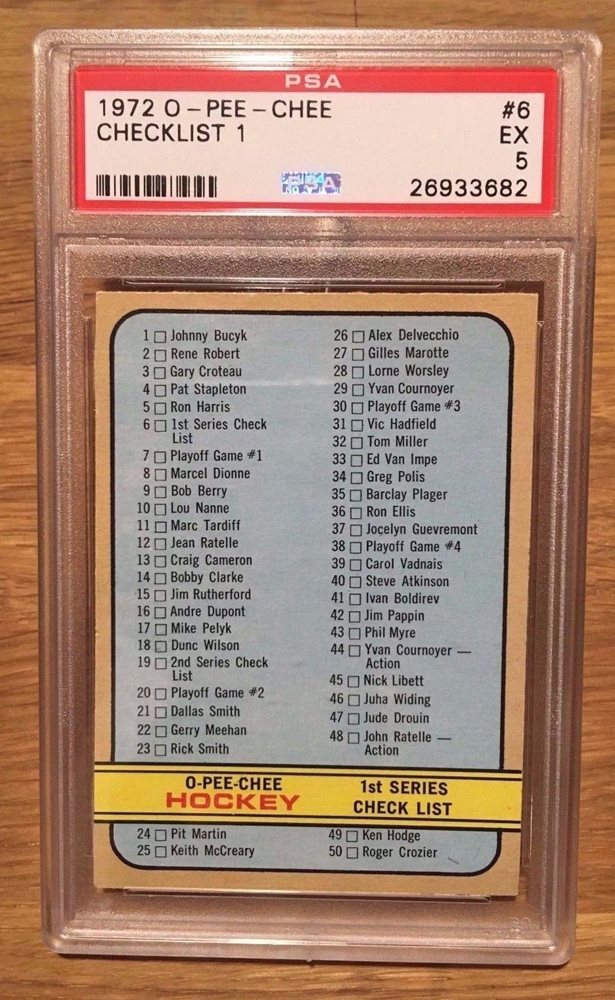 PSA
1972 O-PEE-CHEE #6
CHECKLIST 1 EX
5
26933682
1 Johnny Bucyk
2 Rene Robert
3 Gary Croteau
4 Pat Stapleton
5 Ron Harris
6 1st Series Check
List
7 Playoff Game #1
8 Marcel Dionne
9 Bob Berry
10 Lou Nanne
11 Marc Tardiff
12 Jean Ratelle
13 Craig Cameron
14 Bobby Clarke
15 Jim Rutherford
16 Andre Dupont
17 Mike Pelyk
18 Dunc Wilson
19 2nd Series Check
List
20 Playoff Game #2
21 Dallas Smith
22 Gerry Meehan
23 Rick Smith
26 Alex Delvecchio
27 Gilles Marotte
28 Lorne Worsley
29 Yvan Cournoyer
30 Playoff Game #3
31 Vic Hadfield
32 Tom Miller
33 Ed Van Impe
34 Greg Polis
35 Barclay Plager
36 Ron Ellis
37 Jocelyn Guevremont
38 Playoff Game #4
39 Carol Vadnais
40 Steve Atkinson
41 Ivan Boldirev
42 Jim Pappin
43 Phil Myre
44 Yvan Cournoyer —
Action
45 Nick Libett
46 Juha Widing
47 Jude Drouin
48 John Ratelle —
Action
O-PEE-CHEE
HOCKEY
1st SERIES
CHECK LIST
24 Pit Martin
25 Keith McCreary
49 Ken Hodge
50 Roger Crozier